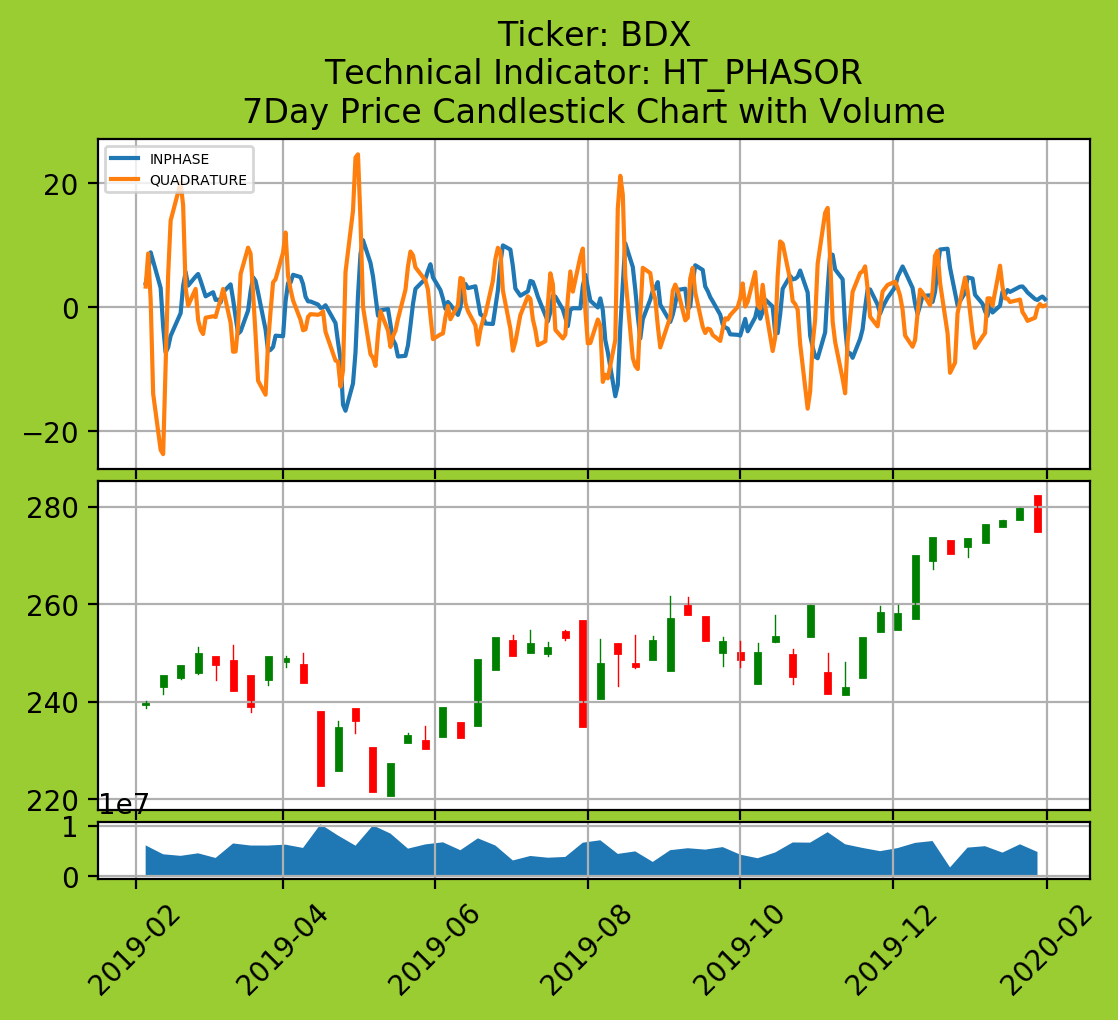 Ticker: BDX
Technical Indicator: HT_PHASOR
7Day Price Candlestick Chart with Volume
INPHASE
QUADRATURE
20
0
−20
280
260
240
220
1e7
1
0
2019-02
2019-04
2019-06
2019-08
2019-10
2019-12
2020-02